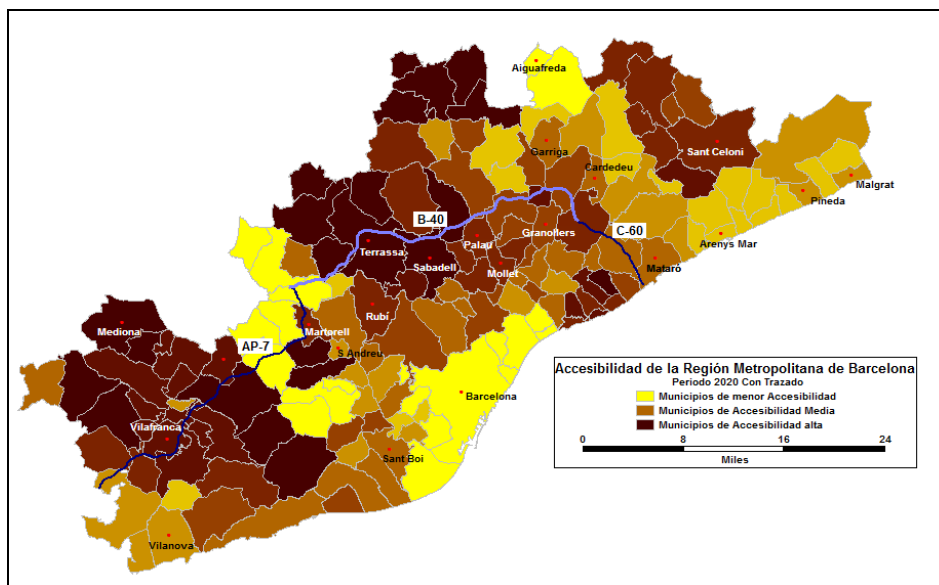 Aiguafreda
Garriga
Sant Celoni
Cardedeu
Malgrat
Pineda
B-40
C-60
Granollers
Arenys Mar
Palau
Terrassa
Sabadell
Mollet
Mataró
Rubí
Mediona
Martorell
AP-7
S Andreu
Barcelona
Vilafranca
Sant Boi
Vilanova
Accesibilidad de la Región Metropolitana de Barcelona
Periodo 2020 Con Trazado
Municipios de menor Accesibilidad
Municipios de Accesibilidad Media
Municipios de Accesibilidad alta
0 8 16 24
Miles